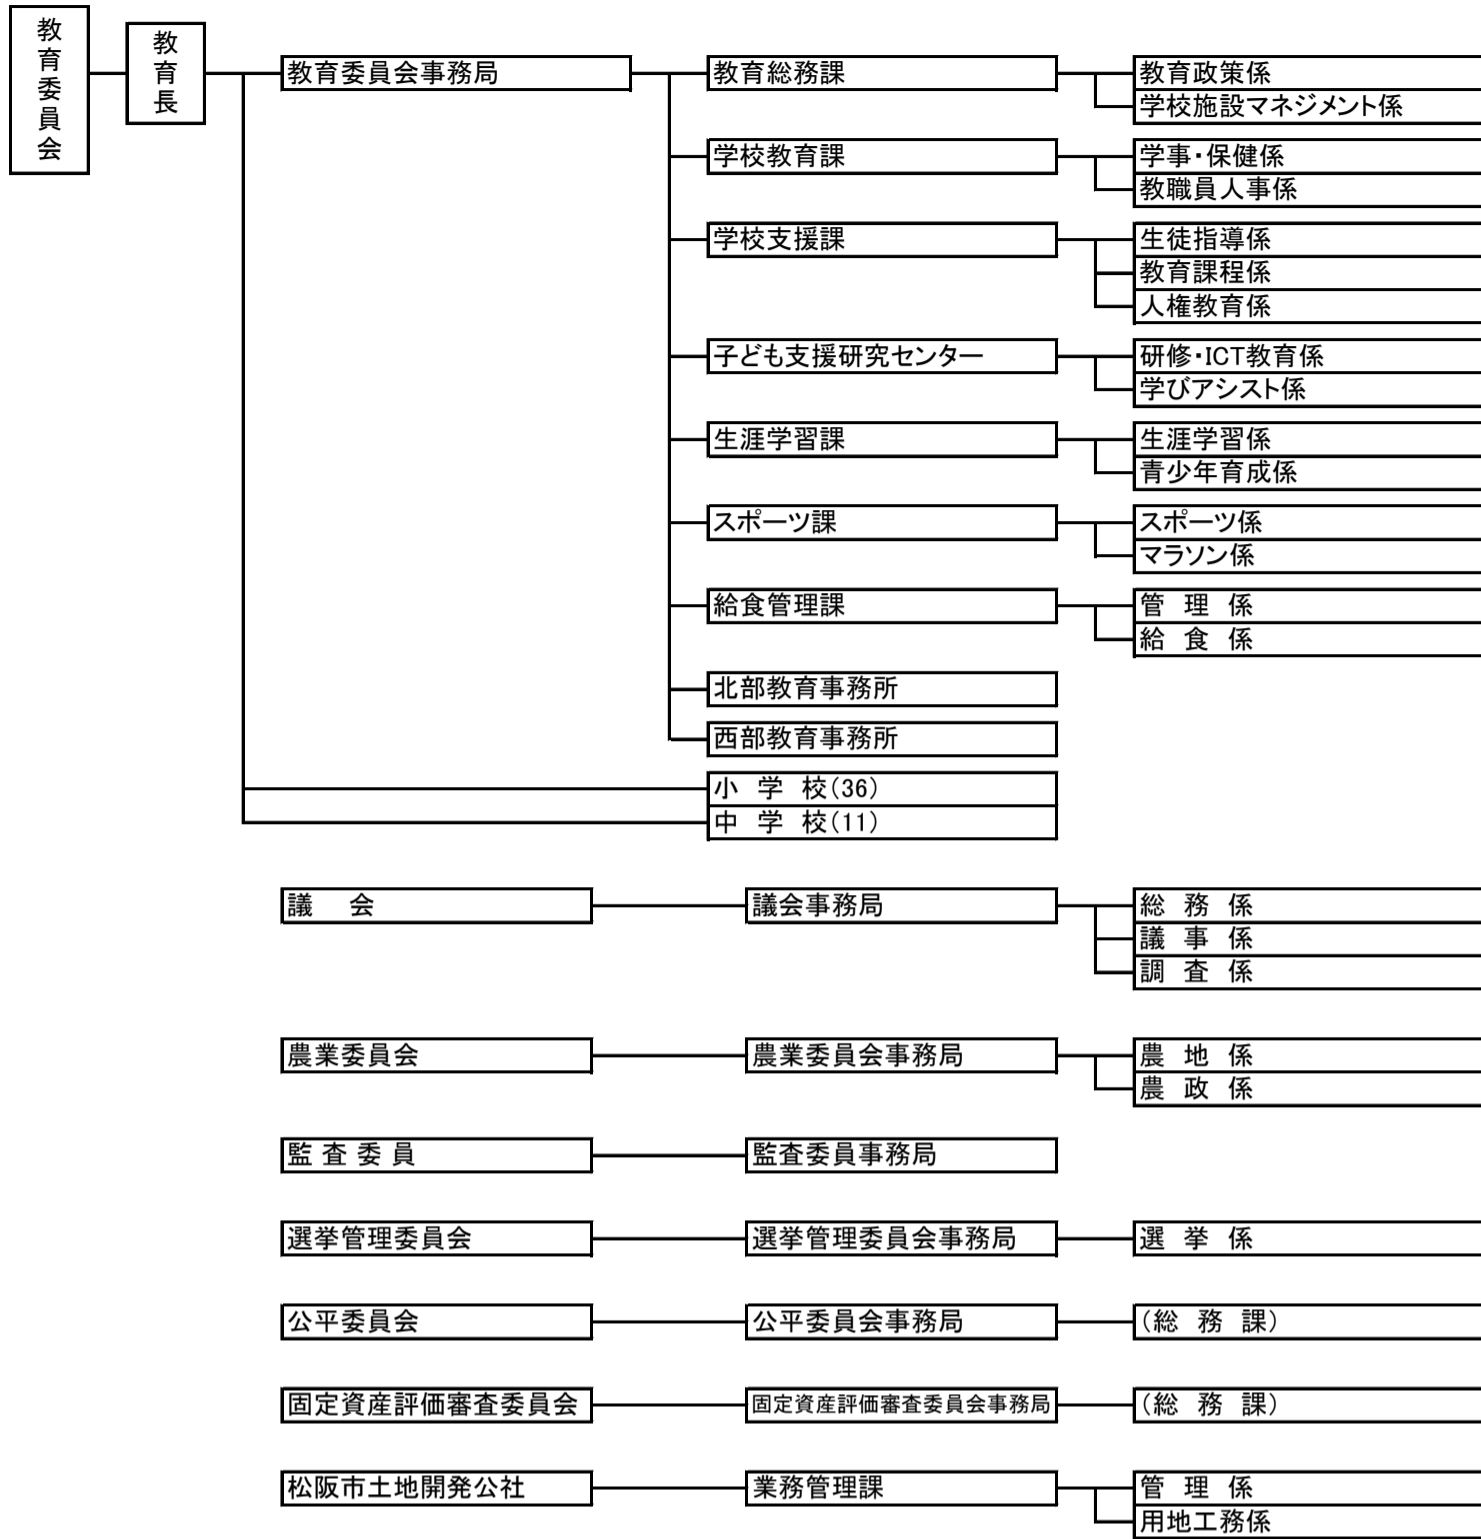 教育委員会
教育長
教育委員会事務局
教育総務課
教育政策係
学校施設マネジメント係
学校教育課
学事・保健係
教職員人事係
学校支援課
生徒指導係
教育課程係
人権教育係
子ども支援研究センター
研修・ICT教育係
学びアシスト係
生涯学習課
生涯学習係
青少年育成係
スポーツ課
スポーツ係
マラソン係
給食管理課
管 理 係
給 食 係
北部教育事務所
西部教育事務所
小 学 校(36)
中 学 校(11)
議 会
議会事務局
総 務 係
議 事 係
調 査 係
農業委員会
農業委員会事務局
農 地 係
農 政 係
監 査 委 員
監査委員事務局
選挙管理委員会
選挙管理委員会事務局
選 挙 係
公平委員会
公平委員会事務局
(総 務 課)
固定資産評価審査委員会
固定資産評価審査委員会事務局
(総 務 課)
松阪市土地開発公社
業務管理課
管 理 係
用地工務係